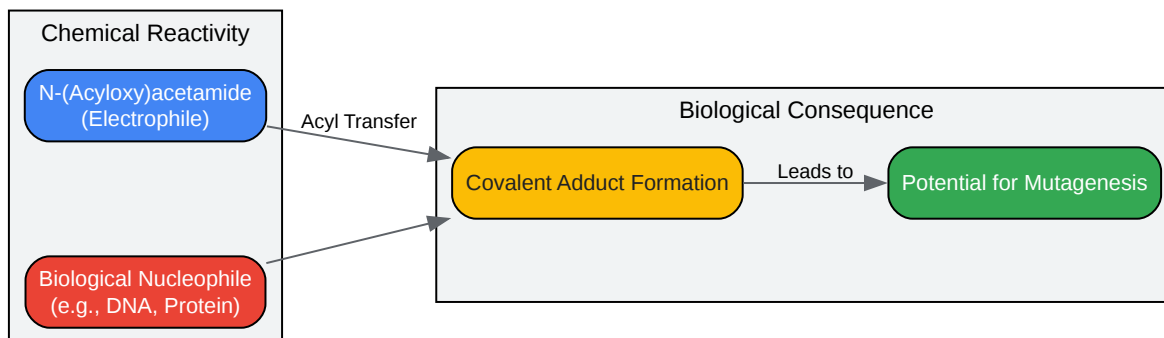 Chemical Reactivity
N-(Acyloxy)acetamide
(Electrophile)
Acyl Transfer
Biological Nucleophile
(e.g., DNA, Protein)
Biological Consequence
Covalent Adduct Formation
Leads to
Potential for Mutagenesis